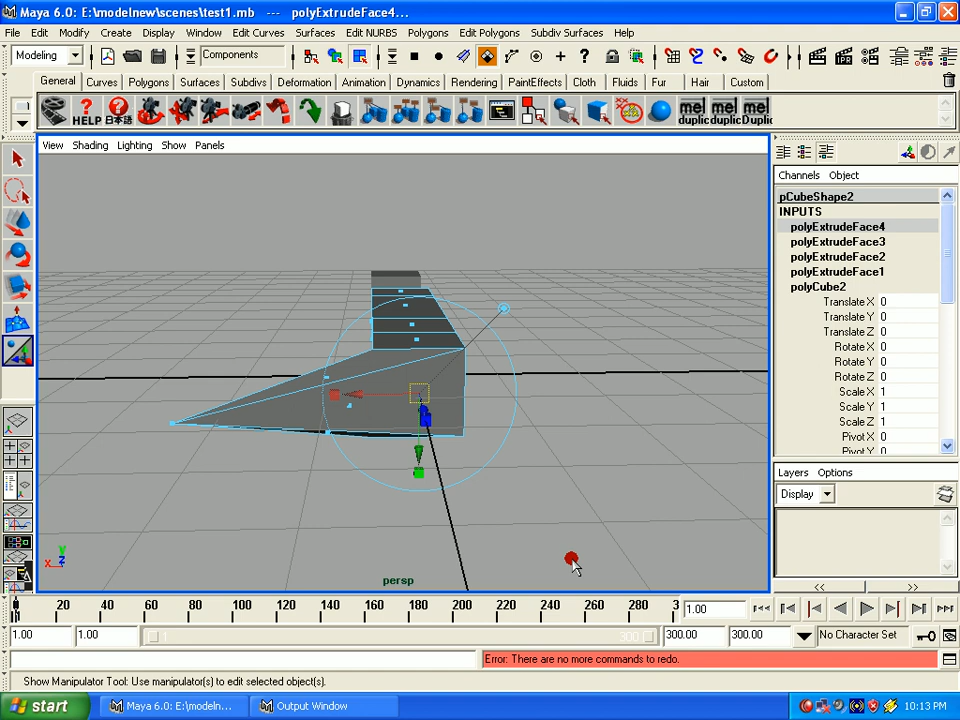 Maya 6.0: E:\modelnew\scenes\test1.mb --- polyExtrudeFace4...
File Edit Modify Create Display Window Edit Curves Surfaces Edit NURBS Polygons Edit Polygons Subdiv Surfaces Help
Modeling Components
General Curves Polygons Surfaces Subdivs Deformation Animation Dynamics Rendering PaintEffects Cloth Fluids Fur Hair Custom
HELP 日本語 mel mel mel
duplic duplic Duplic
View Shading Lighting Show Panels
Channels Object
pCubeShape2
INPUTS
polyExtrudeFace4
polyExtrudeFace3
polyExtrudeFace2
polyExtrudeFace1
polyCube2
Translate X 0
Translate Y 0
Translate Z 0
Rotate X 0
Rotate Y 0
Rotate Z 0
Scale X 1
Scale Y 1
Scale Z 1
Pivot X 0
Pivot Y 0
Layers Options
Display
y
x z
persp
<< >>
20 40 60 80 100 120 140 160 180 200 220 240 260 280 3 1.00
1.00 1.00 1 300 300.00 300.00 No Character Set
Error: There are no more commands to redo.
Show Manipulator Tool: Use manipulator(s) to edit selected object(s).
start Maya 6.0: E:\modeln... Output Window 10:13 PM